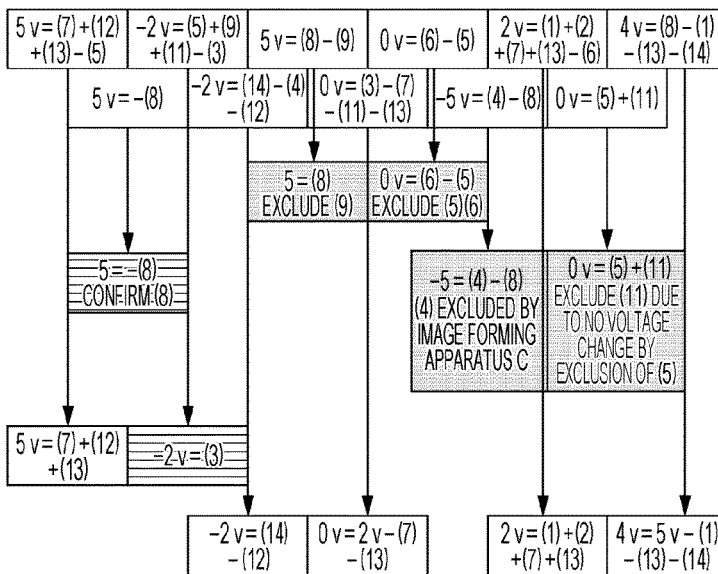 5 v = (7) + (12)
+(13) – (5)
–2 v = (5) + (9)
+(11) – (3)
5 v = (8) – (9)
0 v = (6) – (5)
2 v = (1) + (2)
+(7) + (13) – (6)
4 v = (8) – (1)
– (13) – (14)
5 v = –(8)
–2 v = (14) – (4)
– (12)
0 v = (3) – (7)
– (11) – (13)
–5 v = (4) – (8)
0 v = (5) + (11)
5 = (8)
EXCLUDE (9)
0 v = (6) – (5)
EXCLUDE (5)(6)
5 = –(8)
CONFIRM (8)
–5 = (4) – (8)
(4) EXCLUDED BY
IMAGE FORMING
APPARATUS C
0 v = (5) + (11)
EXCLUDE (11) DUE
TO NO VOLTAGE
CHANGE BY
EXCLUSION OF (5)
5 v = (7) + (12)
+(13)
–2 v = (3)
–2 v = (14)
– (12)
0 v = 2 v – (7)
– (13)
2 v = (1) + (2)
+(7) + (13)
4 v = 5 v – (1)
– (13) – (14)